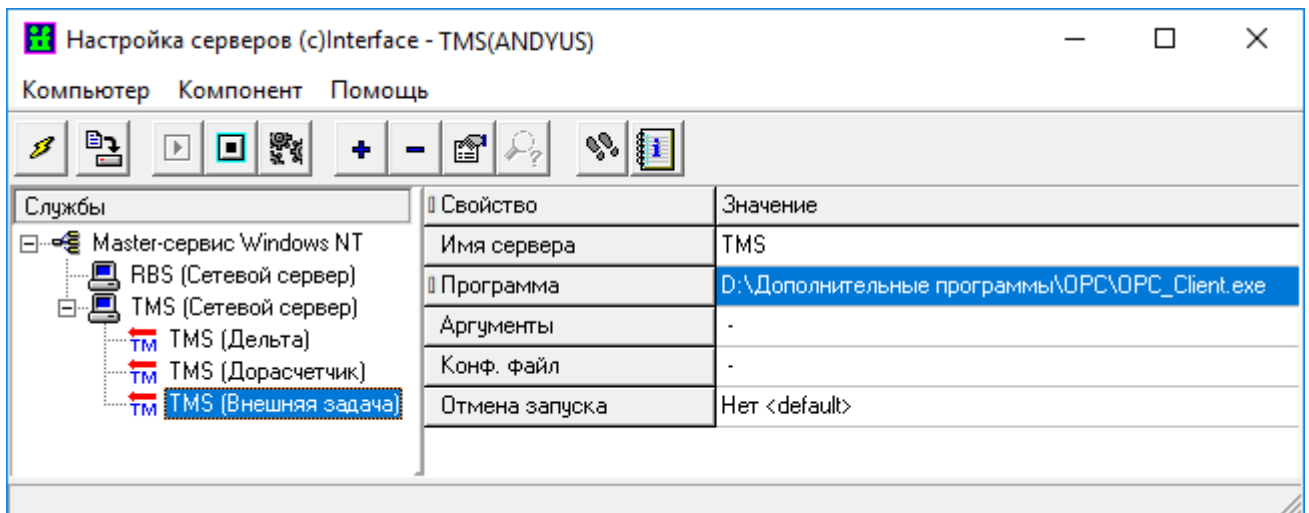 Настройка серверов (c)Interface - TMS(ANDYUS)
Компьютер Компонент Помощь
Службы
Master-сервис Windows NT
RBS (Сетевой сервер)
TMS (Сетевой сервер)
TMS (Дельта)
TMS (Дорасчетчик)
TMS (Внешняя задача)
Свойство Значение
Имя сервера TMS
Программа D:\Дополнительные программы\OPC\OPC_Client.exe
Аргументы -
Конф. файл -
Отмена запуска Нет <default>